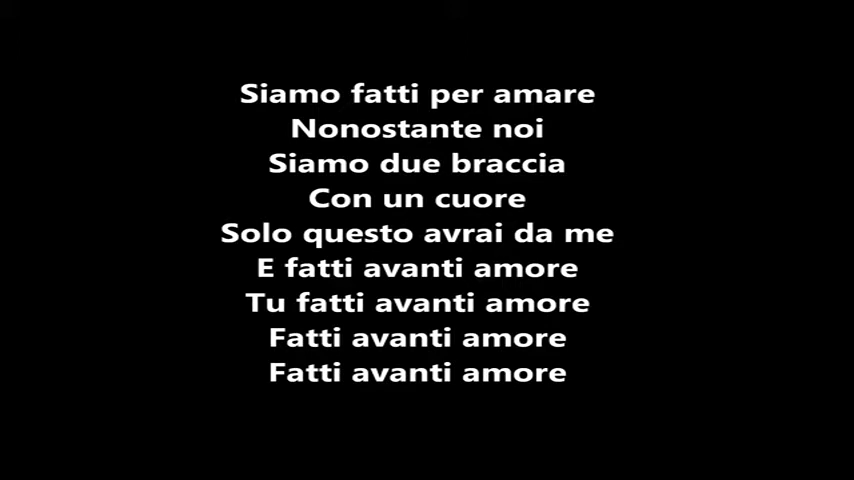 Siamo fatti per amare
Nonostante noi
Siamo due braccia
Con un cuore
Solo questo avrai da me
E fatti avanti amore
Tu fatti avanti amore
Fatti avanti amore
Fatti avanti amore